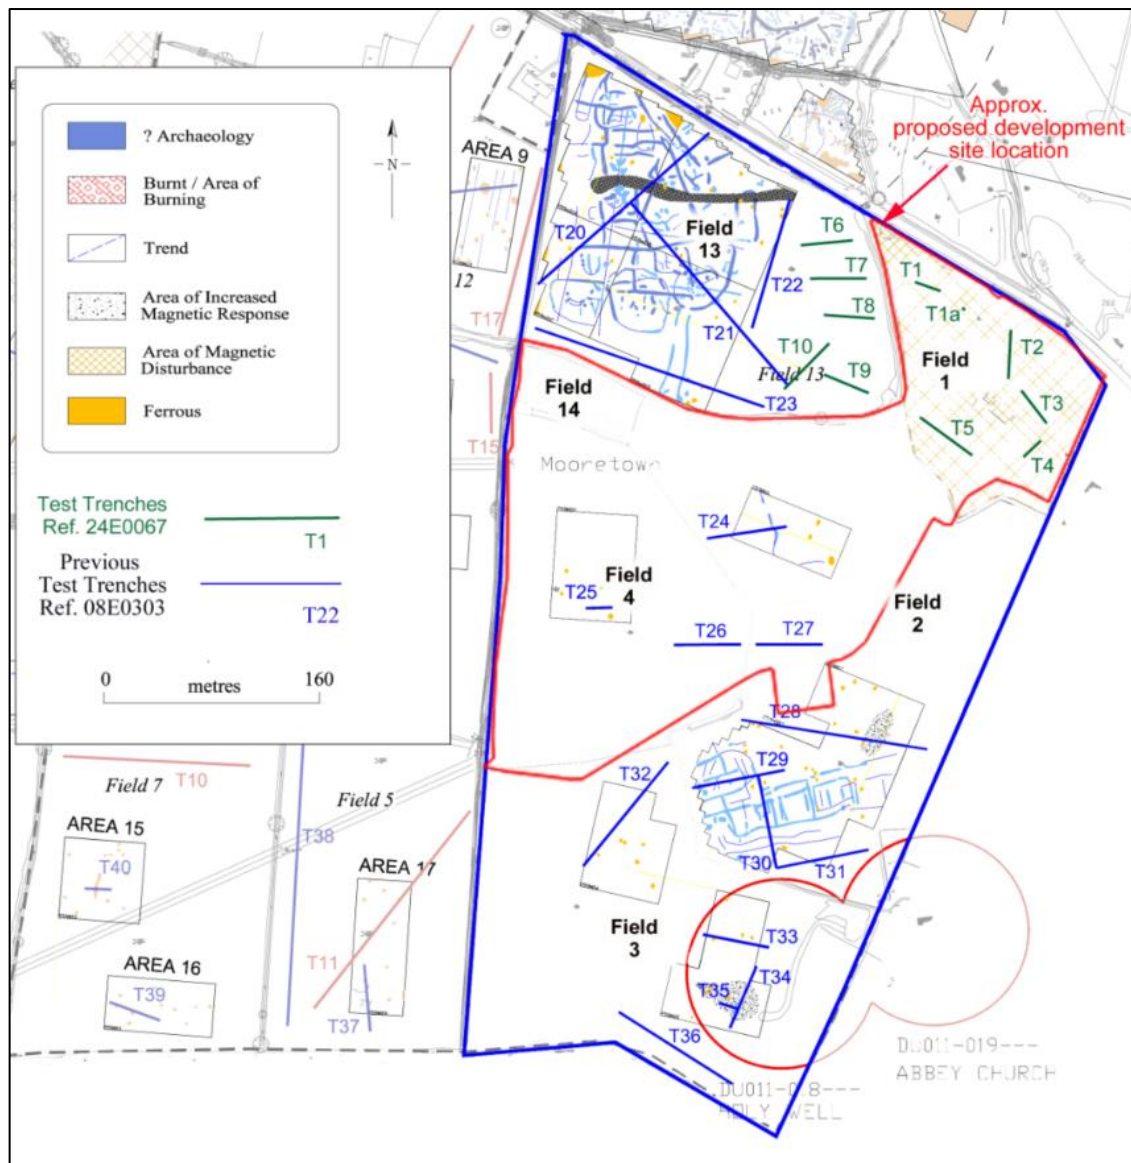 ? Archaeology
Burnt / Area of
Burning
Trend
Area of Increased
Magnetic Response
Area of Magnetic
Disturbance
Ferrous
Test Trenches
Ref. 24E0067
T1
Previous
Test Trenches
Ref. 08E0303
T22
0
160
metres
-N-
AREA 9
12
T17
T15
Approx.
proposed development
site location
T20
Field
13
T21
T22
T23
T6
T7
T8
T10
Field 13
T9
T1
T1a
T2
Field
1
T3
T5
T4
Field
14
Mooretown
T24
T25
Field
4
T26
T27
Field
2
T28
T29
T32
T30
T31
Field
3
T33
T34
T35
T36
Field 7
T10
Field 5
AREA 15
T40
T38
AREA 17
AREA 16
T39
T11
T37
DU011-019---
ABBEY CHURCH
HOLY WELL